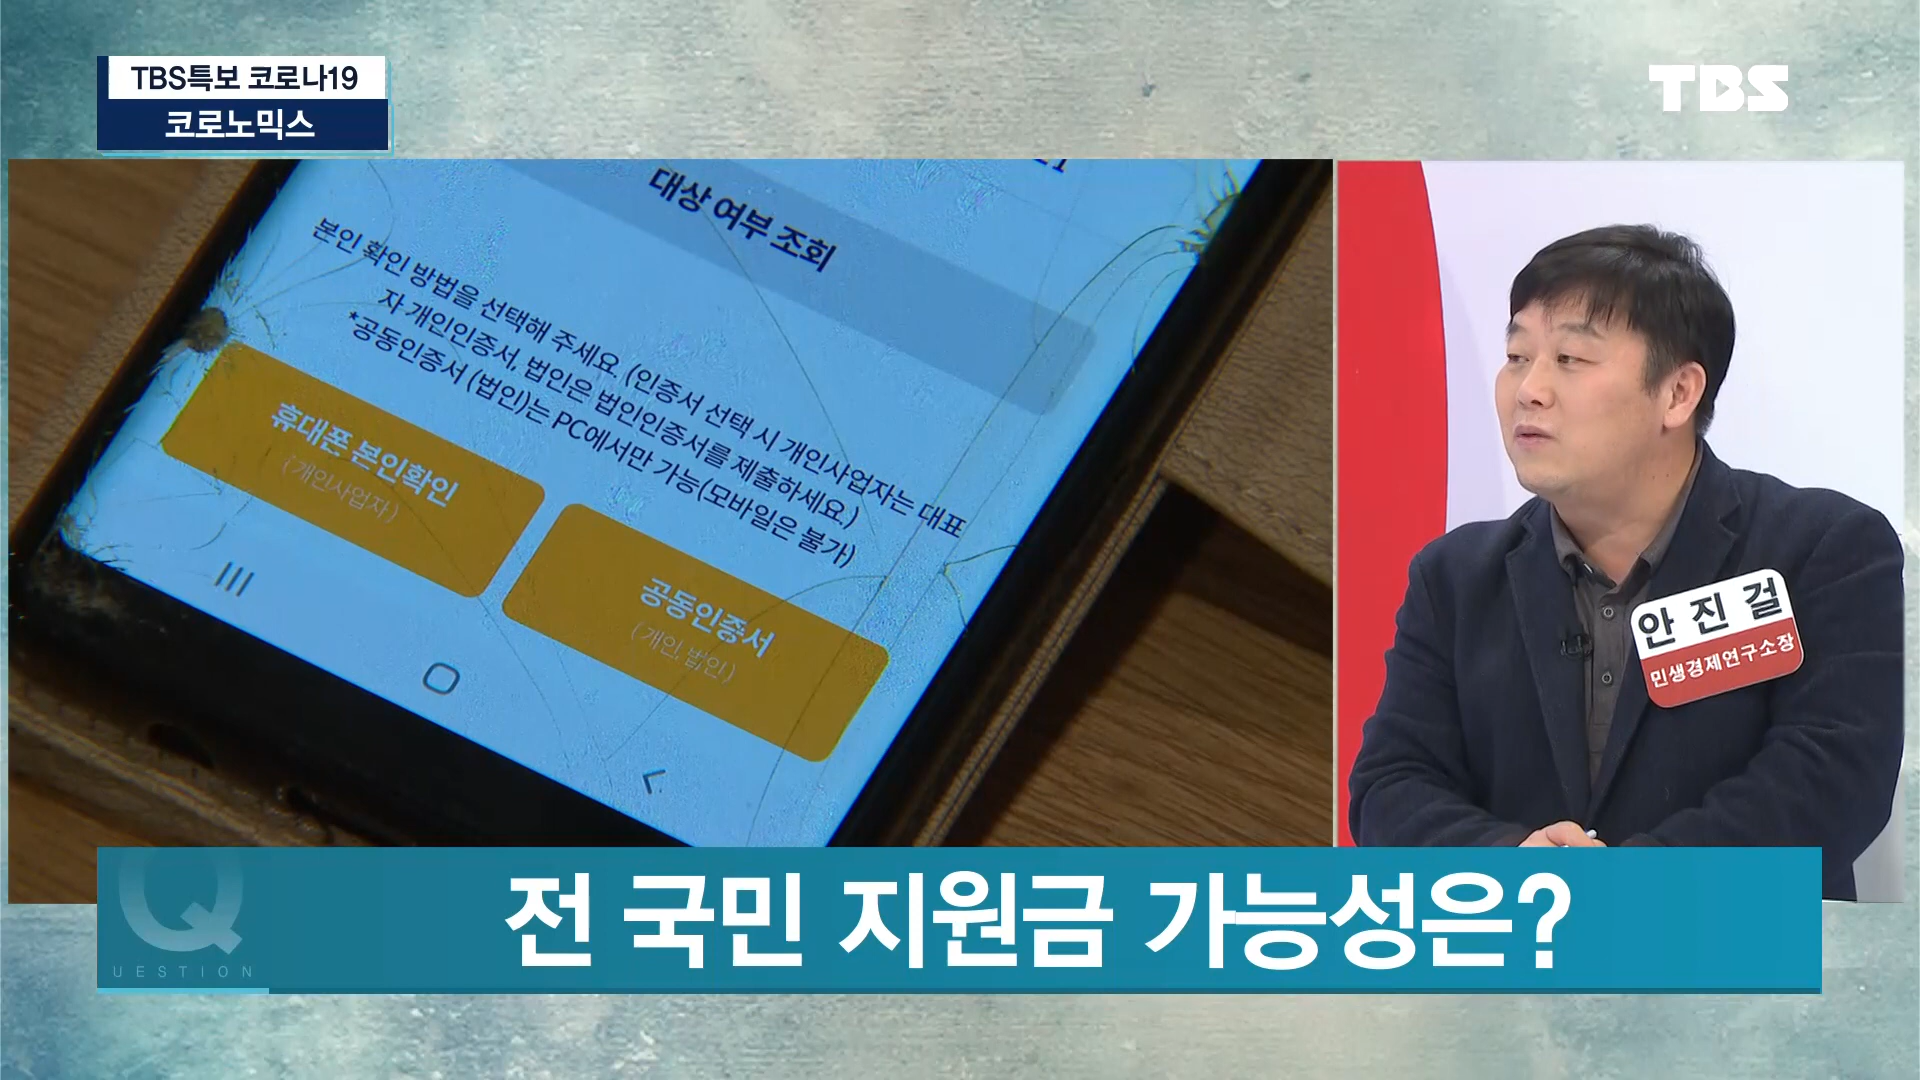 TBS특보 코로나19
코로노믹스
TBS
대상 여부 조회
본인 확인 방법을 선택해 주세요. (인증서 선택 시 개인사업자는 대표
자 개인인증서, 법인은 법인인증서를 제출하세요.)
*공동인증서 (법인)는 PC에서만 가능(모바일은 불가)
휴대폰 본인확인
(개인사업자)
공동인증서
(개인, 법인)
안진걸
민생경제연구소장
QUESTION
전 국민 지원금 가능성은?